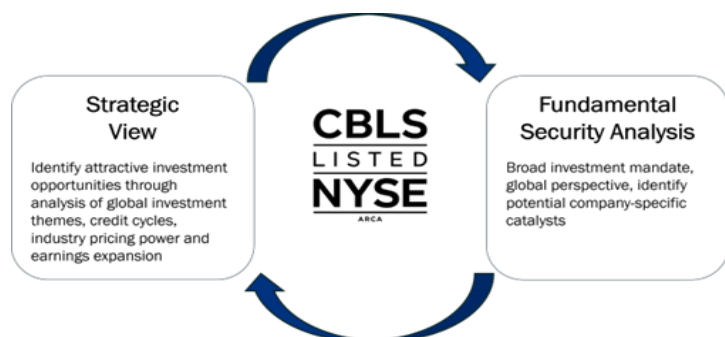 Strategic
View
Identify attractive investment
opportunities through
analysis of global investment
themes, credit cycles,
industry pricing power and
earnings expansion
CBLS
LISTED
NYSE
ARCA
Fundamental
Security Analysis
Broad investment mandate,
global perspective, identify
potential company-specific
catalysts